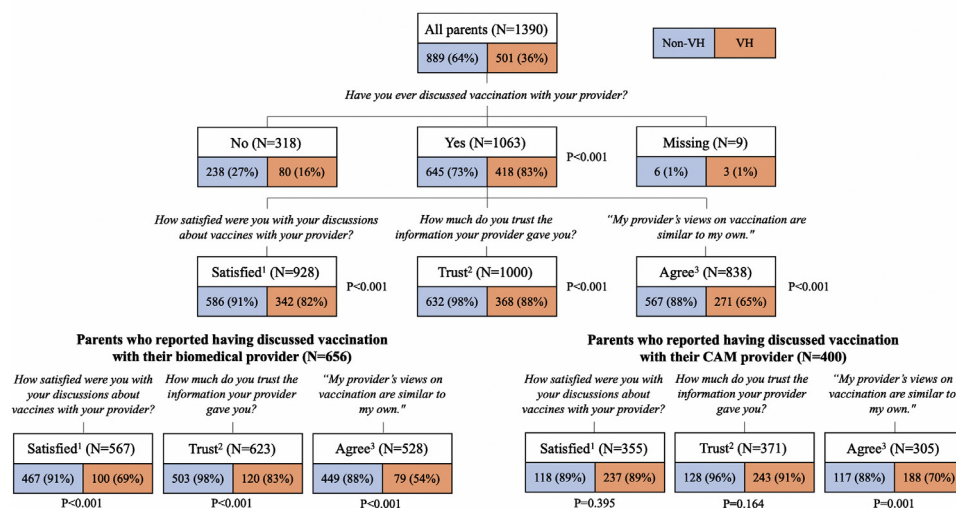 All parents (N=1390)
889 (64%) 501 (36%)
Non-VH VH
Have you ever discussed vaccination with your provider?
No (N=318)
238 (27%) 80 (16%)
Yes (N=1063)
645 (73%) 418 (83%)
P<0.001
Missing (N=9)
6 (1%) 3 (1%)
How satisfied were you with your discussions
about vaccines with your provider?
Satisfied¹ (N=928)
586 (91%) 342 (82%)
P<0.001
How much do you trust the
information your provider gave you?
Trust² (N=1000)
632 (98%) 368 (88%)
P<0.001
“My provider's views on vaccination are
similar to my own.”
Agree³ (N=838)
567 (88%) 271 (65%)
P<0.001
Parents who reported having discussed vaccination
with their biomedical provider (N=656)
How satisfied were you with
your discussions about
vaccines with your provider?
Satisfied¹ (N=567)
467 (91%) 100 (69%)
P<0.001
How much do you trust the
information your provider
gave you?
Trust² (N=623)
503 (98%) 120 (83%)
P<0.001
"My provider's views on
vaccination are similar to
my own."
Agree³ (N=528)
449 (88%) 79 (54%)
P<0.001
Parents who reported having discussed vaccination
with their CAM provider (N=400)
How satisfied were you with
your discussions about
vaccines with your provider?
Satisfied¹ (N=355)
118 (89%) 237 (89%)
P=0.395
How much do you trust the
information your provider
gave you?
Trust² (N=371)
128 (96%) 243 (91%)
P=0.164
"My provider's views on
vaccination are similar to
my own."
Agree³ (N=305)
117 (88%) 188 (70%)
P=0.001